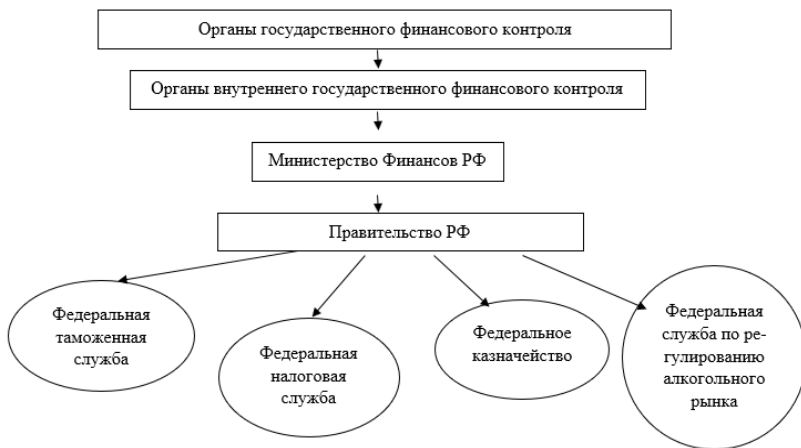 Органы государственного финансового контроля
Органы внутреннего государственного финансового контроля
Министерство Финансов РФ
Правительство РФ
Федеральная
таможенная
служба
Федеральная
налоговая
служба
Федеральное
казначейство
Федеральная
служба по ре-
гулированию
алкогольного
рынка